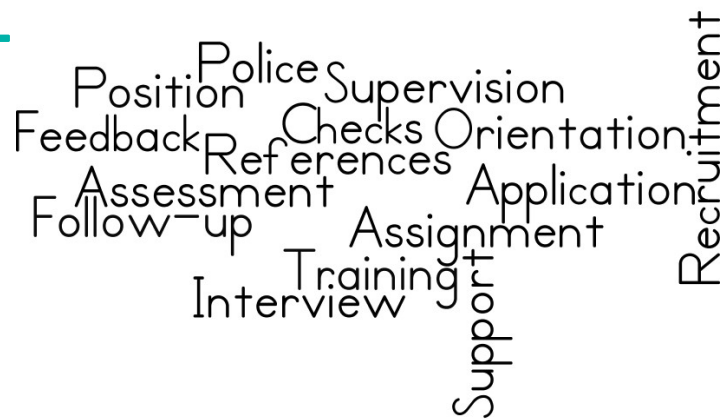 Police
Position
Supervision
Checks
Feedback
Orientation
References
Assessment
Application
Follow-up
Assignment
Training
Interview
Support
Recruitment